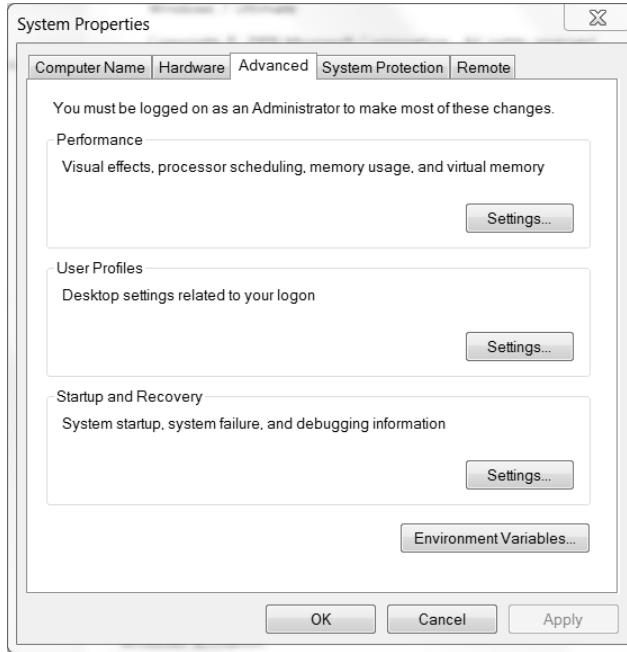 Windows 7 Ultimate
System Properties
Computer Name Hardware Advanced System Protection Remote
You must be logged on as an Administrator to make most of these changes.
Performance
Visual effects, processor scheduling, memory usage, and virtual memory
Settings...
User Profiles
Desktop settings related to your logon
Settings...
Startup and Recovery
System startup, system failure, and debugging information
Settings...
Environment Variables...
OK Cancel Apply